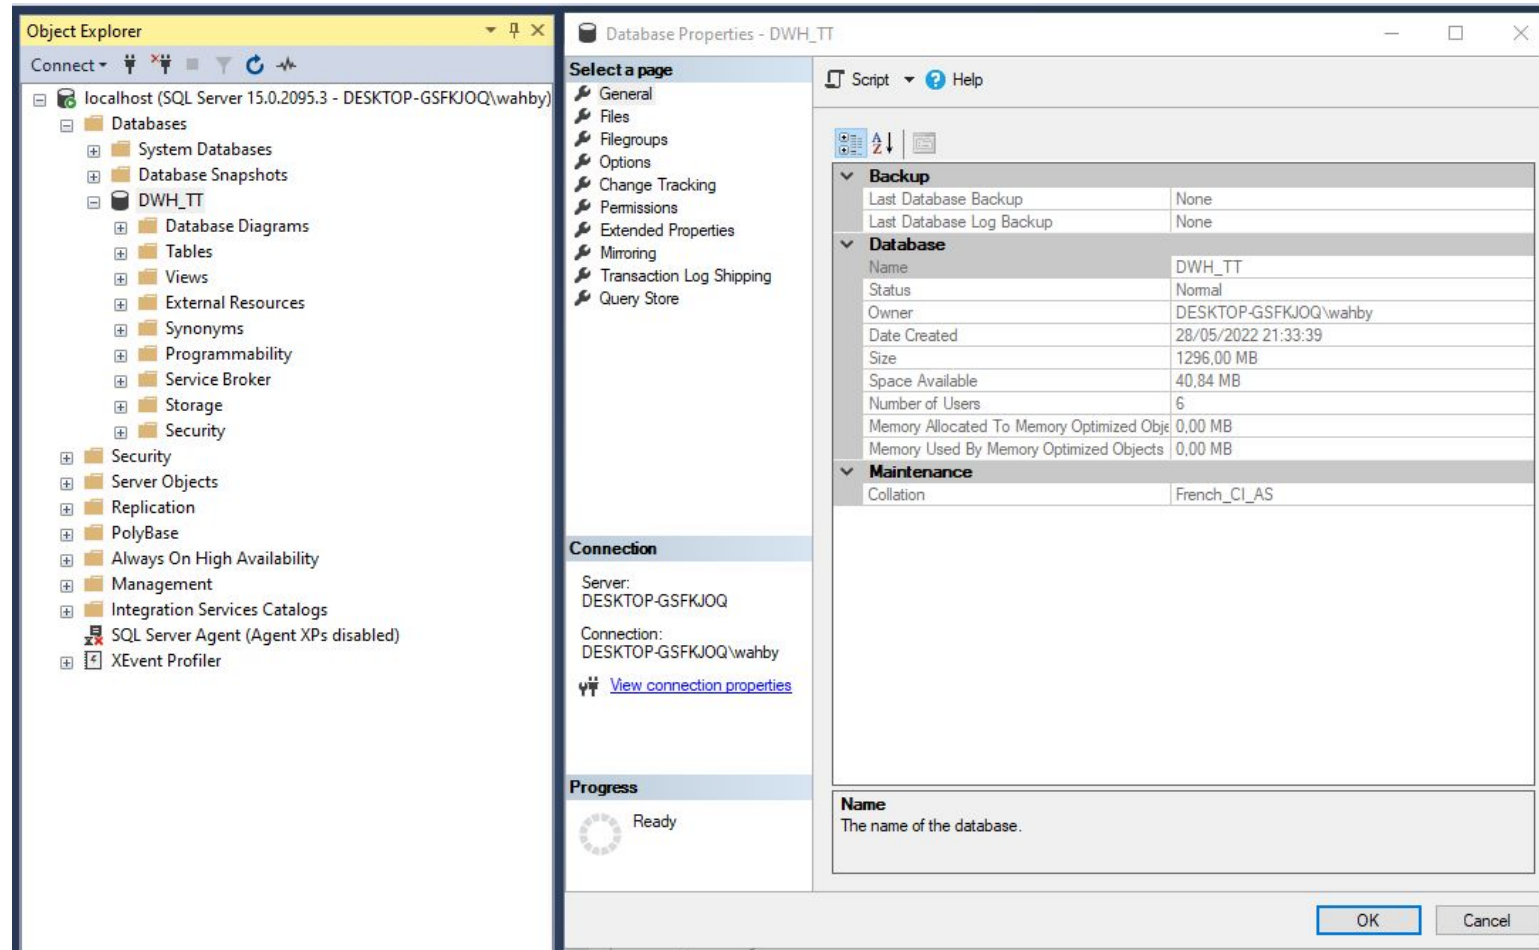 Object Explorer
Connect
localhost (SQL Server 15.0.2095.3 - DESKTOP-GSFKJOQ\wahby)
Databases
System Databases
Database Snapshots
DWH_TT
Database Diagrams
Tables
Views
External Resources
Synonyms
Programmability
Service Broker
Storage
Security
Security
Server Objects
Replication
PolyBase
Always On High Availability
Management
Integration Services Catalogs
SQL Server Agent (Agent XPs disabled)
XEvent Profiler
Database Properties - DWH_TT
Select a page
General
Files
Filegroups
Options
Change Tracking
Permissions
Extended Properties
Mirroring
Transaction Log Shipping
Query Store
Connection
Server:
DESKTOP-GSFKJOQ
Connection:
DESKTOP-GSFKJOQ\wahby
View connection properties
Progress
Ready
Script Help
Backup
Last Database Backup None
Last Database Log Backup None
Database
Name DWH_TT
Status Normal
Owner DESKTOP-GSFKJOQ\wahby
Date Created 28/05/2022 21:33:39
Size 1296,00 MB
Space Available 40,84 MB
Number of Users 6
Memory Allocated To Memory Optimized Obje 0,00 MB
Memory Used By Memory Optimized Objects 0,00 MB
Maintenance
Collation French_CI_AS
Name
The name of the database.
OK Cancel